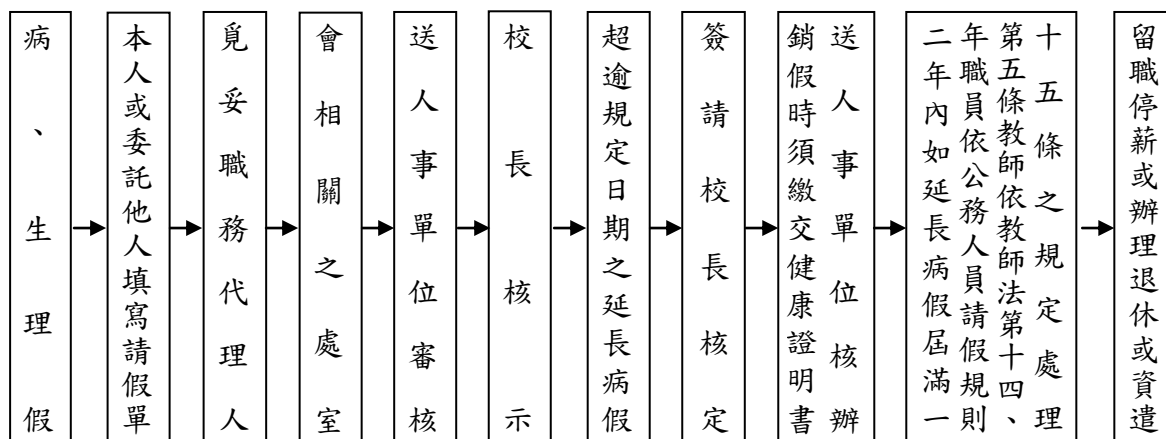 病、生理假
本人或委託他人填寫請假單
覓妥職務代理人
會相關之處室
送人事單位審核
校長核示
超逾規定日期之延長病假
簽請校長核定
銷假時須繳交健康證明書
送人事單位核辦
二年內如延長病假屆滿一
年職員依公務人員請假規則
第五條教師依教師法第十四、
十五條之規定處理
留職停薪或辦理退休或資遣